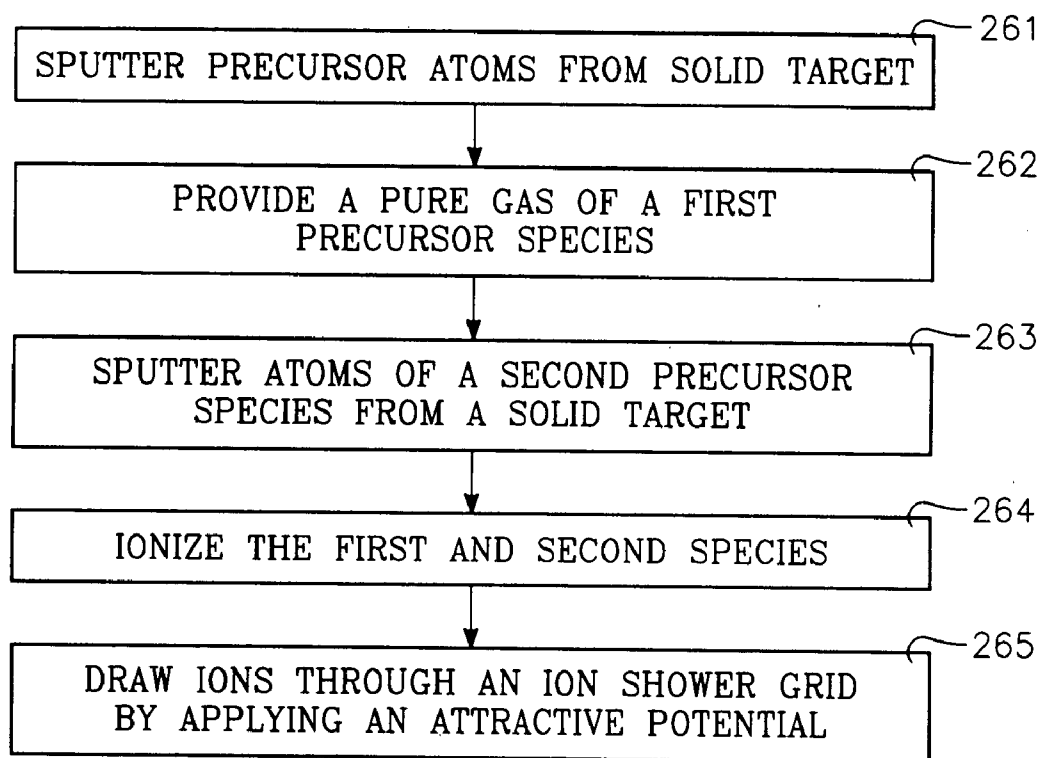 261
SPUTTER PRECURSOR ATOMS FROM SOLID TARGET
262
PROVIDE A PURE GAS OF A FIRST
PRECURSOR SPECIES
263
SPUTTER ATOMS OF A SECOND PRECURSOR
SPECIES FROM A SOLID TARGET
264
IONIZE THE FIRST AND SECOND SPECIES
265
DRAW IONS THROUGH AN ION SHOWER GRID
BY APPLYING AN ATTRACTIVE POTENTIAL